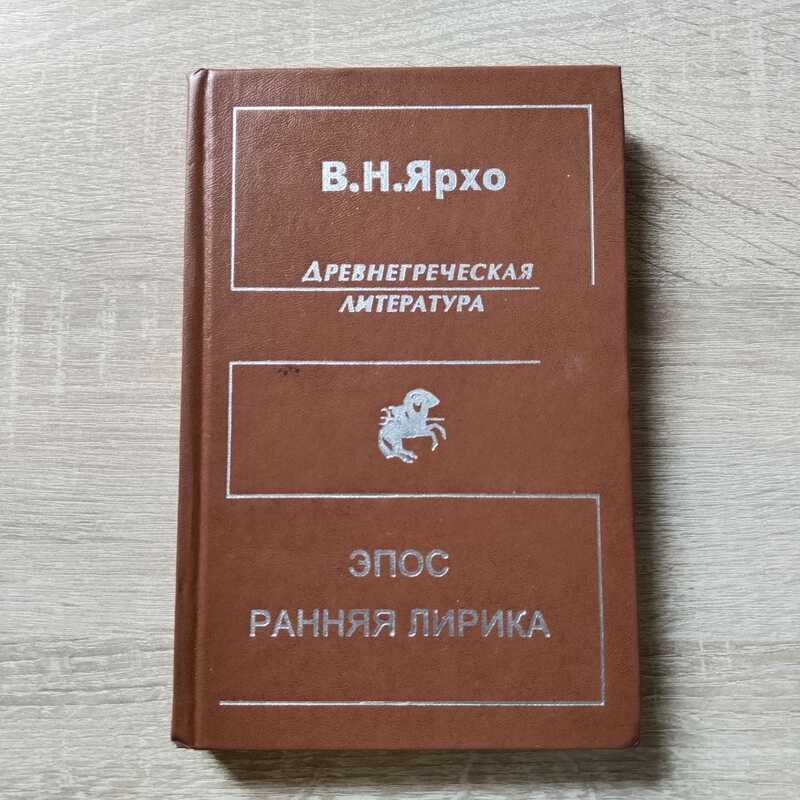 В.Н.Ярхо
ДРЕВНЕГРЕЧЕСКАЯ
ЛИТЕРАТУРА
ЭПОС
РАННЯЯ ЛИРИКА